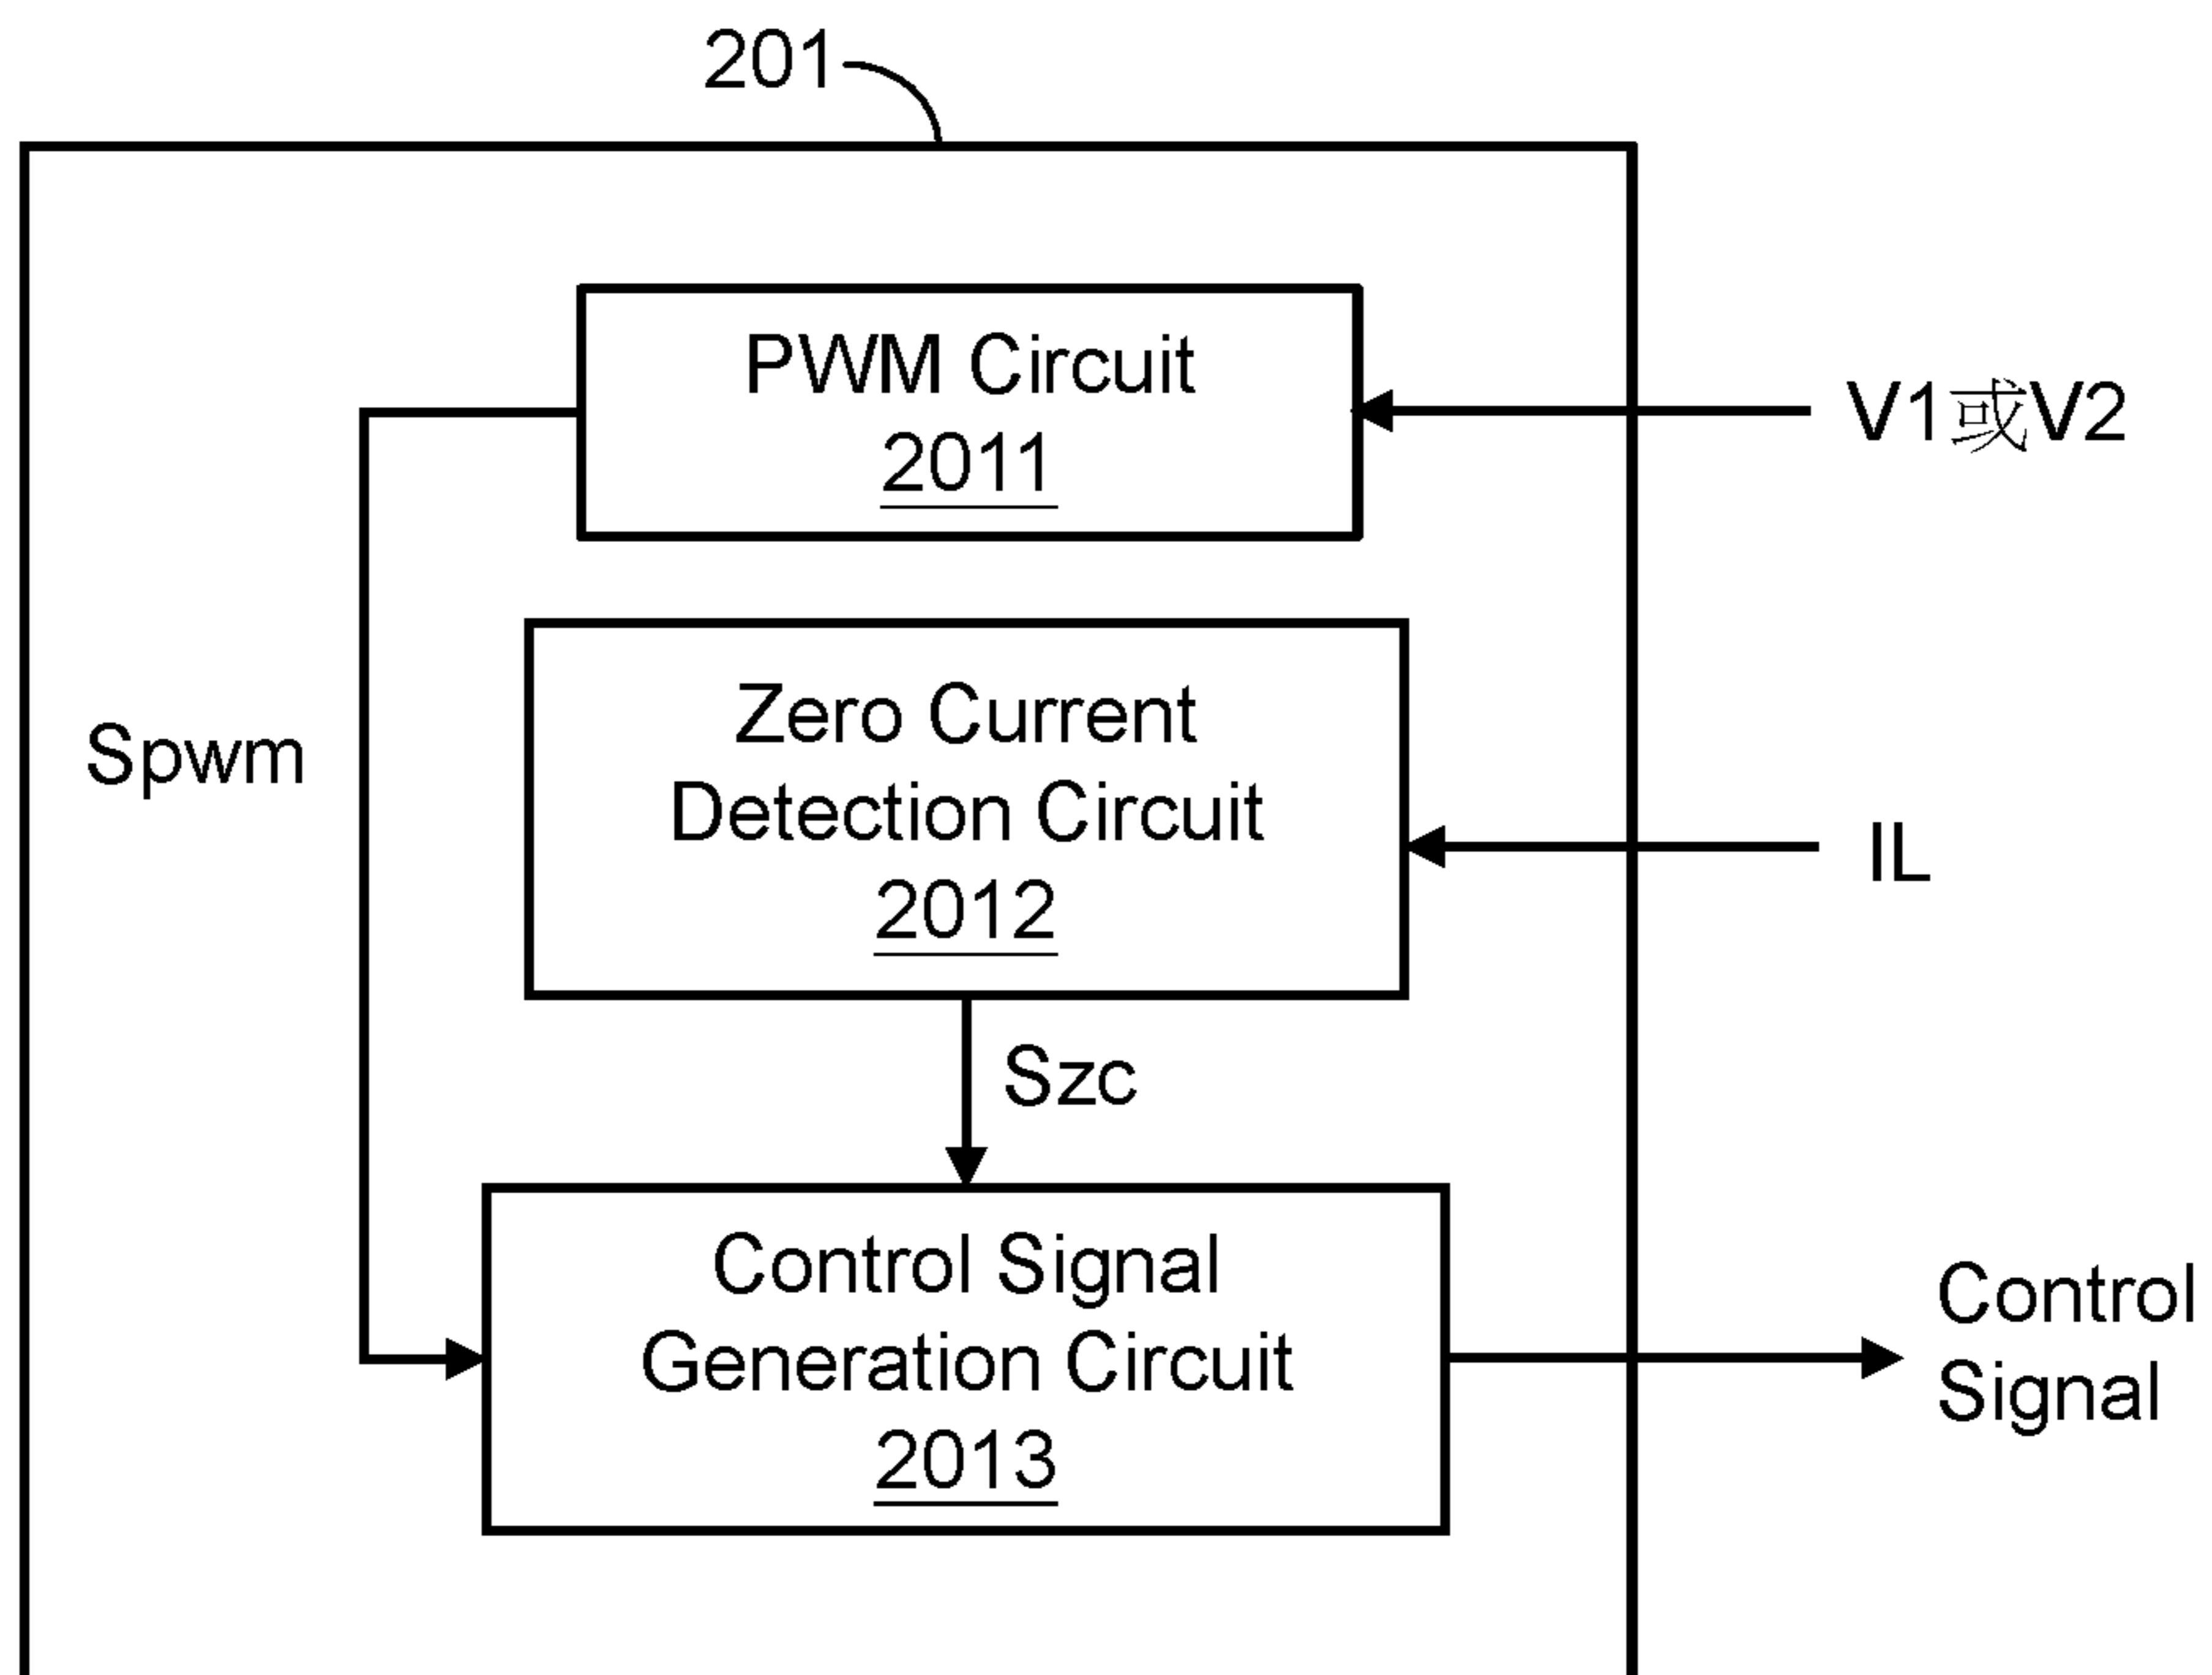 201
PWM Circuit
2011
V1或V2
Spwm
Zero Current
Detection Circuit
2012
IL
Szc
Control Signal
Generation Circuit
2013
Control
Signal